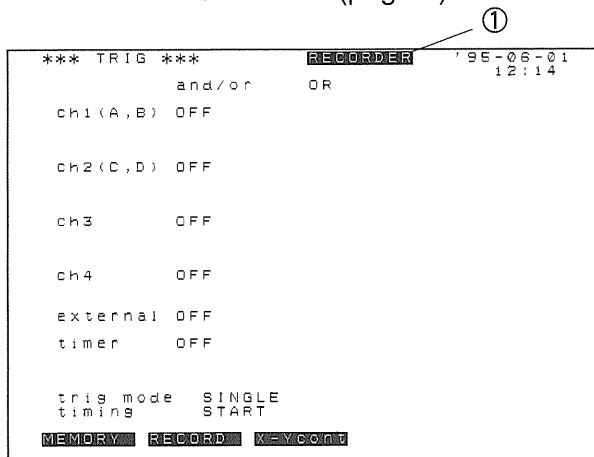 ①
*** TRIG *** RECORDER '95-06-01
12:14
and/or OR
ch1(A,B) OFF
ch2(C,D) OFF
ch3 OFF
ch4 OFF
external OFF
timer OFF
trig mode SINGLE
timing START
MEMORY RECORD X-Ycont